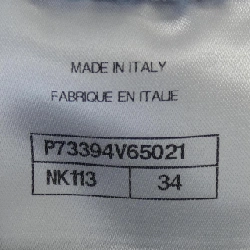 MADE IN ITALY
FABRIQUE EN ITALIE
P73394V65021
NK113 34